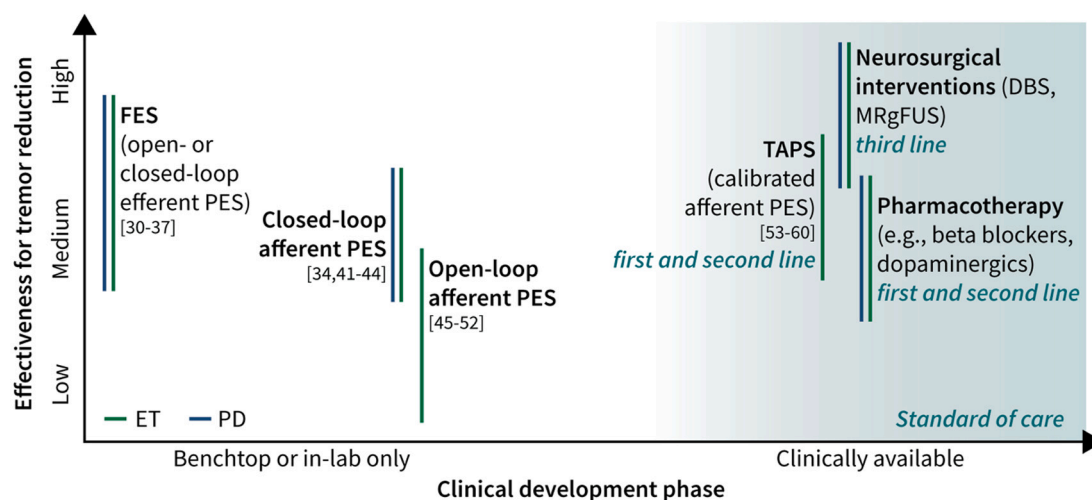 Effectiveness for tremor reduction
High
Medium
Low
FES
(open- or
closed-loop
efferent PES)
[30-37]
Closed-loop
afferent PES
[34,41-44]
Open-loop
afferent PES
[45-52]
TAPS
(calibrated
afferent PES)
[53-60]
first and second line
Neurosurgical
interventions (DBS,
MRgFUS)
third line
Pharmacotherapy
(e.g., beta blockers,
dopaminergics)
first and second line
ET
PD
Standard of care
Benchtop or in-lab only
Clinically available
Clinical development phase